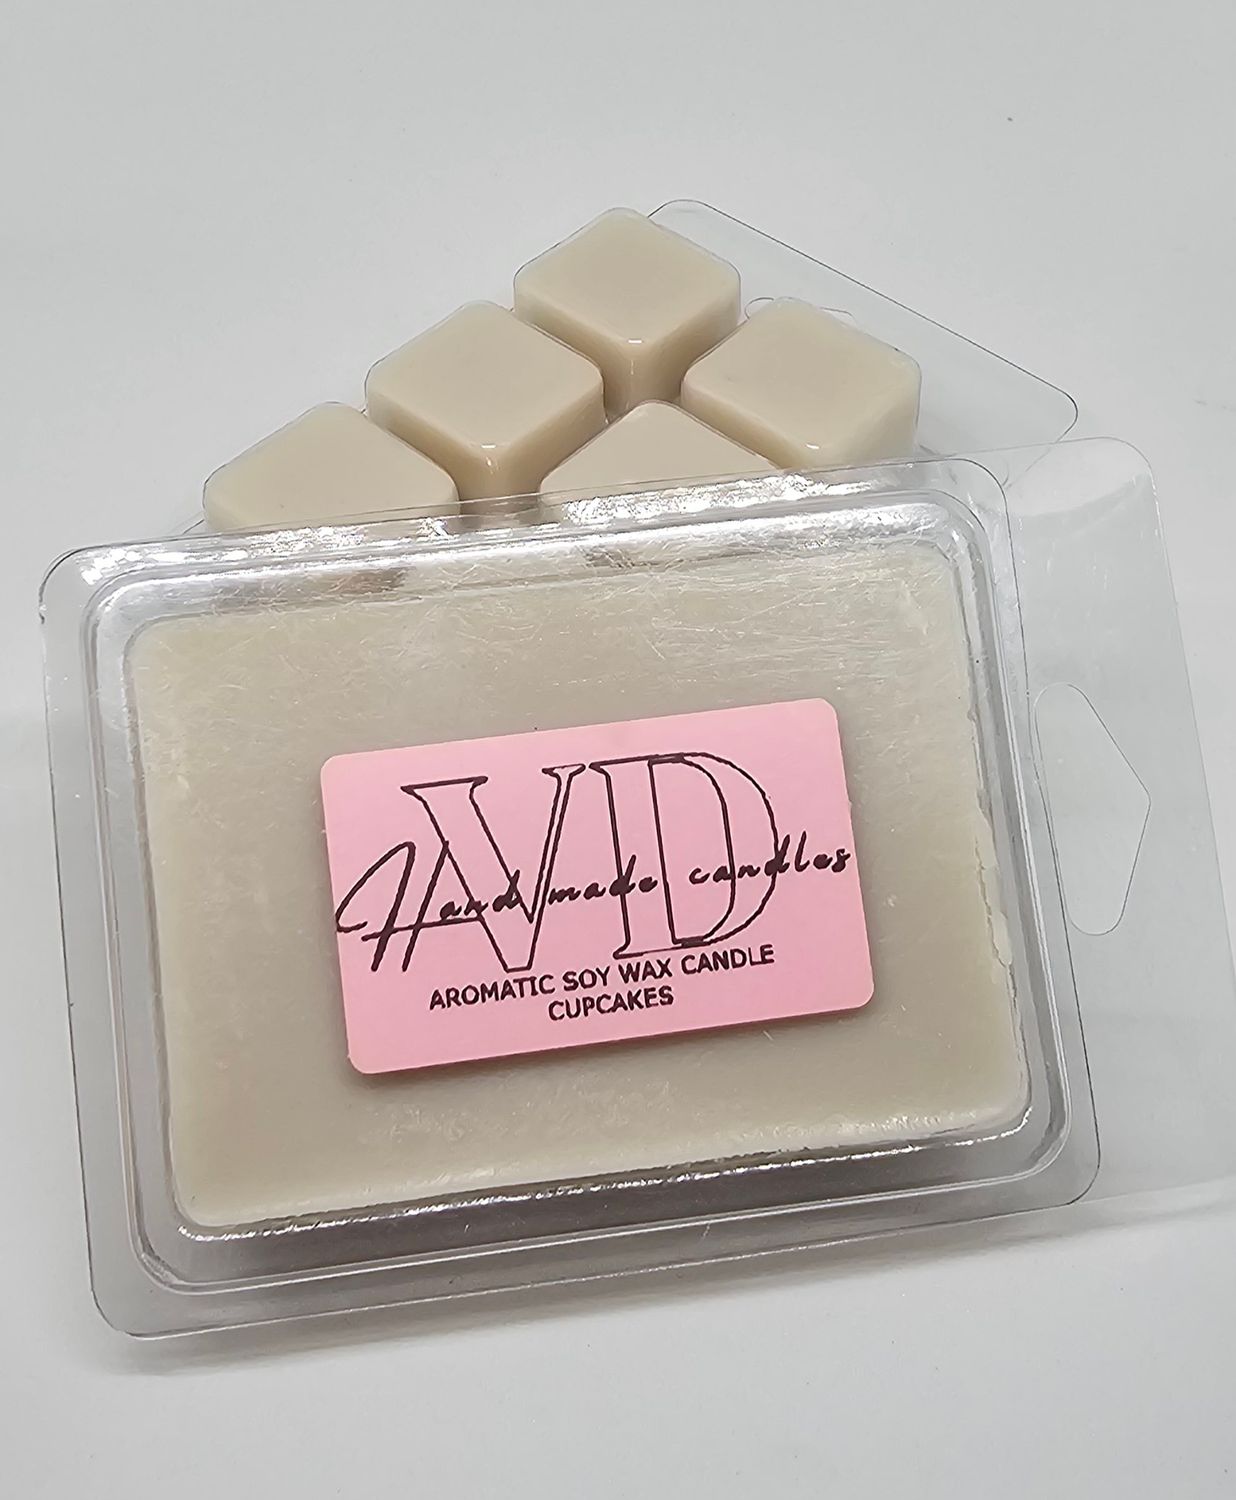 VD
Handmade candles
AROMATIC SOY WAX CANDLE
CUPCAKES